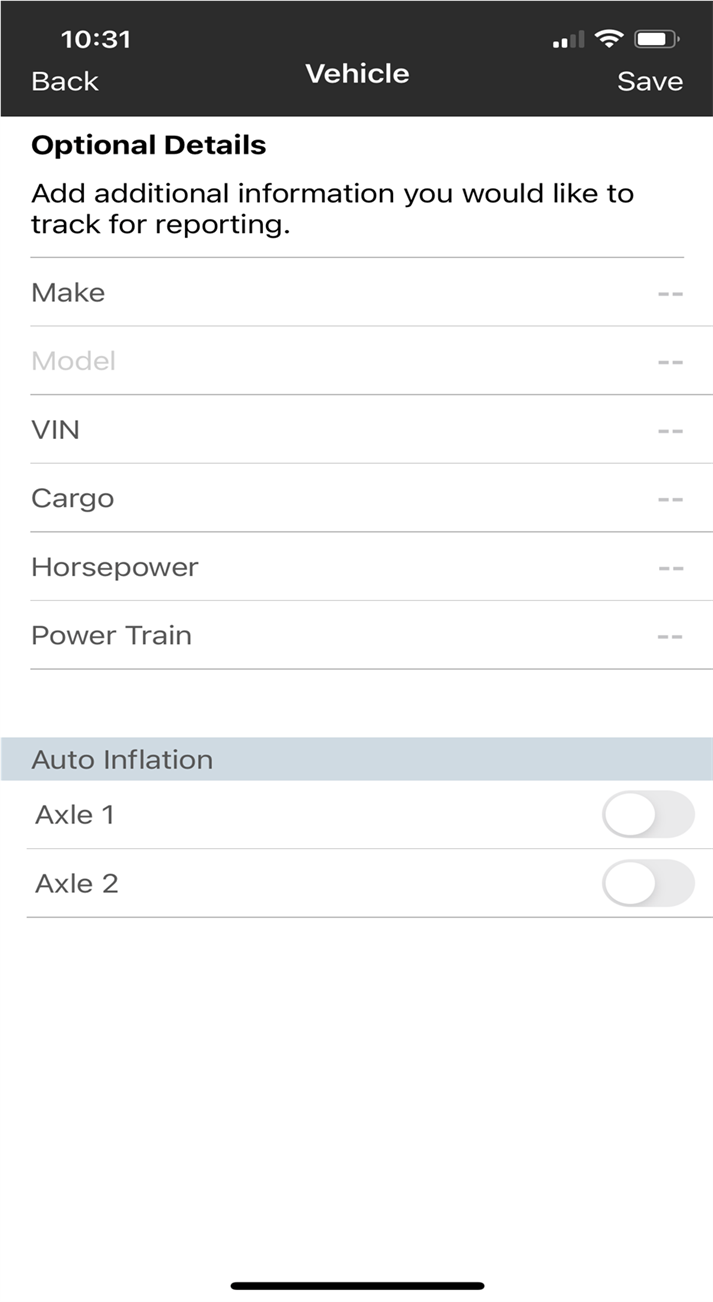 10:31
Back
Vehicle
Save
Optional Details
Add additional information you would like to
track for reporting.
Make --
Model --
VIN --
Cargo --
Horsepower --
Power Train --
Auto Inflation
Axle 1
Axle 2